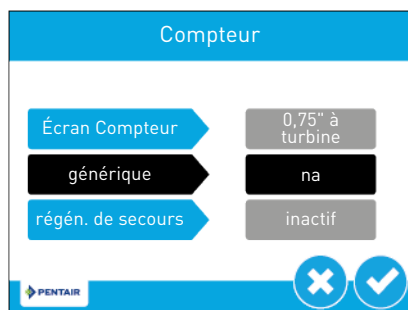 Compteur
Écran Compteur
0,75" à
turbine
générique
na
régén. de secours
inactif
PENTAIR